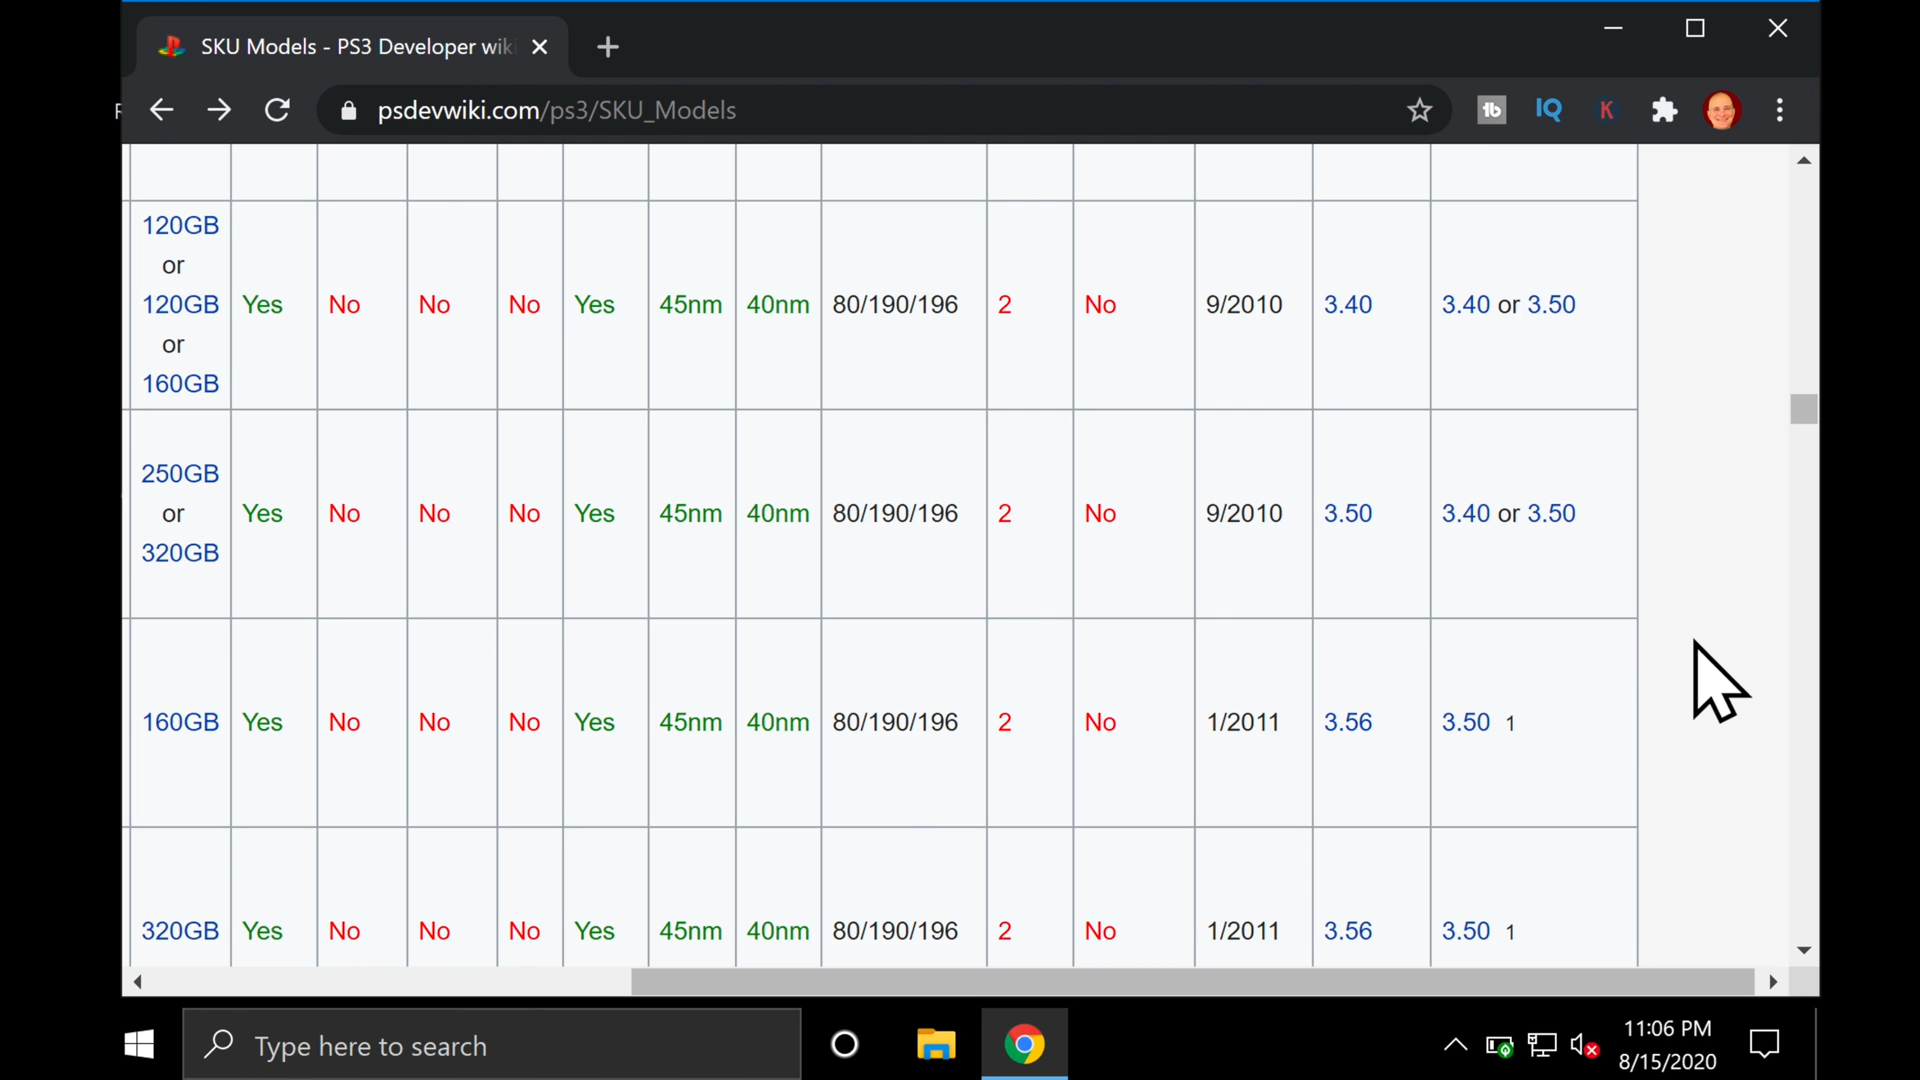 SKU Models - PS3 Developer wiki
psdevwiki.com/ps3/SKU_Models
120GB
or
120GB Yes No No No Yes 45nm 40nm 80/190/196 2 No 9/2010 3.40 3.40 or 3.50
or
160GB
250GB
or Yes No No No Yes 45nm 40nm 80/190/196 2 No 9/2010 3.50 3.40 or 3.50
320GB
160GB Yes No No No Yes 45nm 40nm 80/190/196 2 No 1/2011 3.56 3.50 1
320GB Yes No No No Yes 45nm 40nm 80/190/196 2 No 1/2011 3.56 3.50 1
Type here to search
11:06 PM
8/15/2020
tb
IQ
K